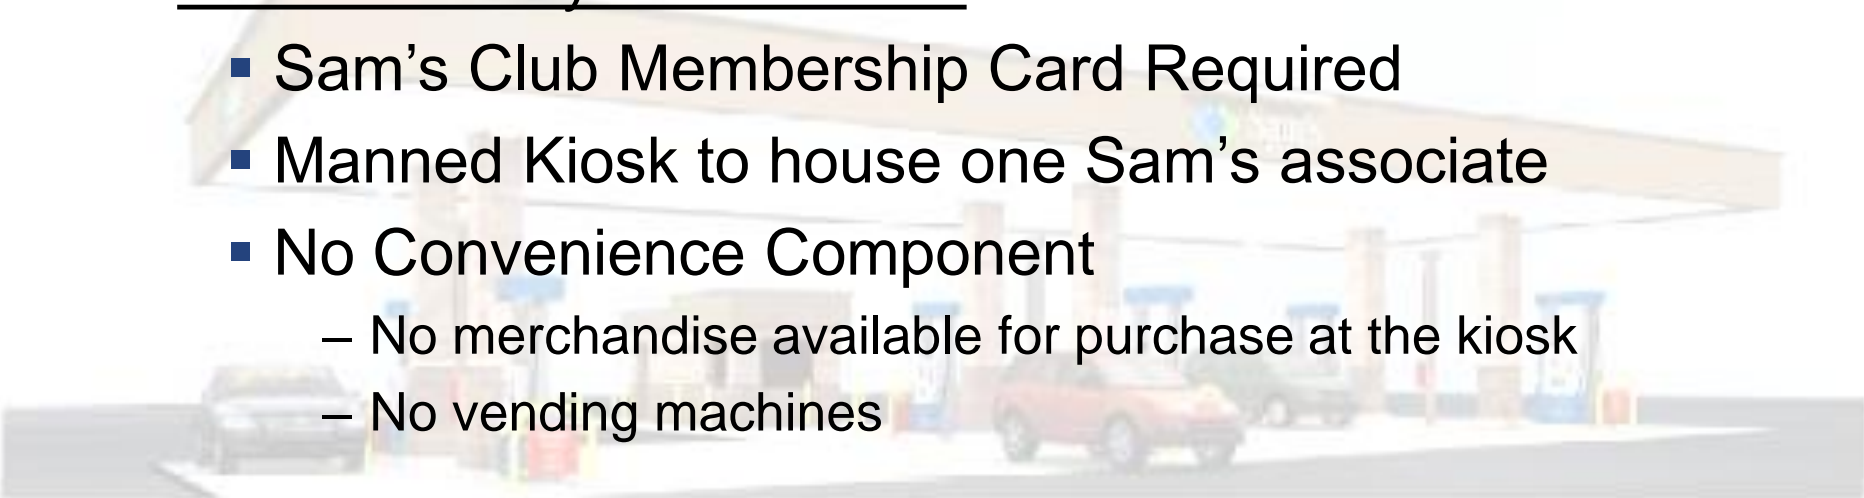 ▪ Sam’s Club Membership Card Required
▪ Manned Kiosk to house one Sam’s associate
▪ No Convenience Component
– No merchandise available for purchase at the kiosk
– No vending machines